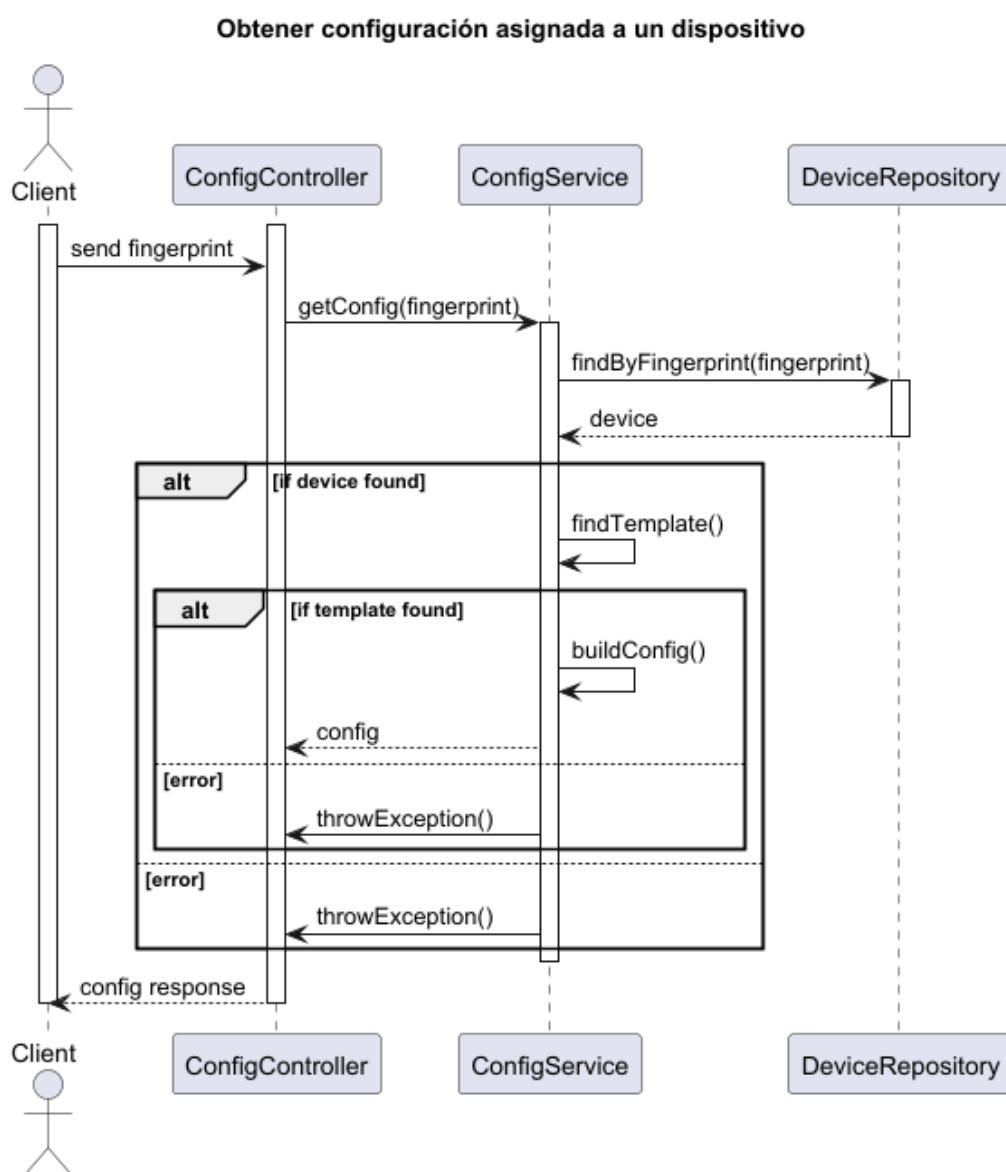 Obtener configuración asignada a un dispositivo
Client
ConfigController
ConfigService
DeviceRepository
send fingerprint
getConfig(fingerprint)
findByFingerprint(fingerprint)
device
alt
[if device found]
findTemplate()
alt
[if template found]
buildConfig()
config
[error]
throwException()
[error]
throwException()
config response
Client
ConfigController
ConfigService
DeviceRepository